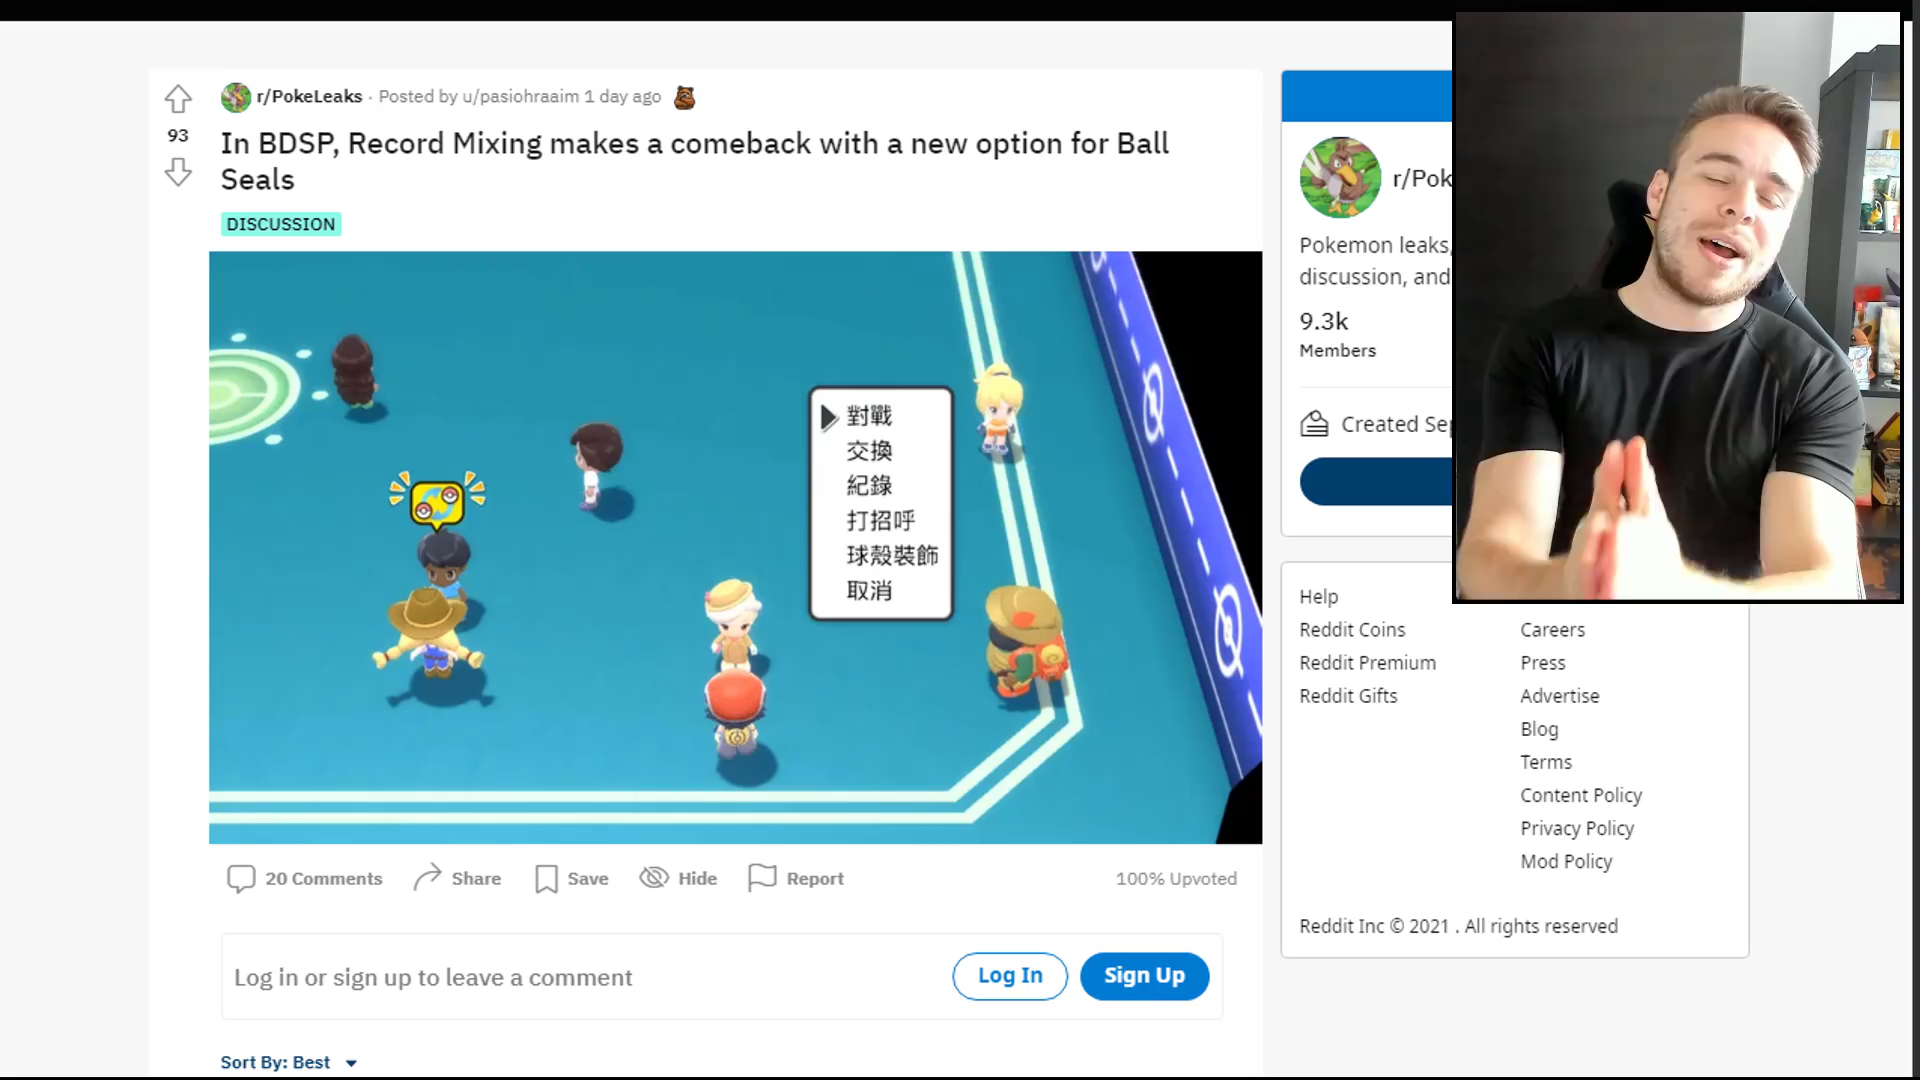 r/PokeLeaks · Posted by u/pasiohraaim 1 day ago
93
In BDSP, Record Mixing makes a comeback with a new option for Ball
Seals
DISCUSSION
對戰
交換
紀錄
打招呼
球殼裝飾
取消
20 Comments
Share
Save
Hide
Report
100% Upvoted
Log in or sign up to leave a comment
Log In
Sign Up
Sort By: Best
r/Pok
Pokemon leaks,
discussion, and
9.3k
Members
Created Sep
Help
Reddit Coins
Reddit Premium
Reddit Gifts
Careers
Press
Advertise
Blog
Terms
Content Policy
Privacy Policy
Mod Policy
Reddit Inc © 2021 . All rights reserved